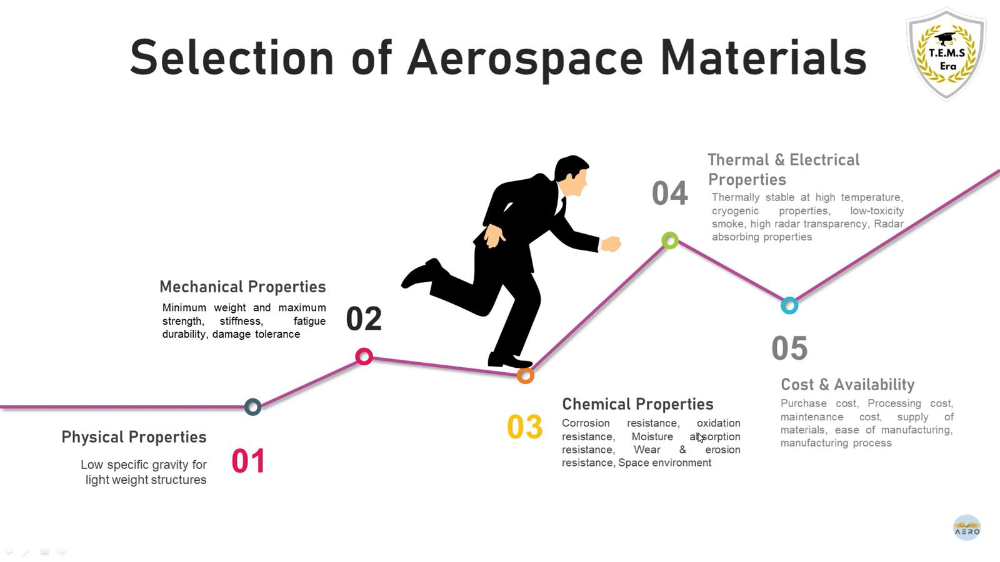 Selection of Aerospace Materials
T.E.M.S
Era
Physical Properties
Low specific gravity for
light weight structures
01
Mechanical Properties
Minimum weight and maximum
strength, stiffness, fatigue
durability, damage tolerance
02
03
Chemical Properties
Corrosion resistance, oxidation
resistance, Moisture absorption
resistance, Wear & erosion
resistance, Space environment
04
Thermal & Electrical
Properties
Thermally stable at high temperature,
cryogenic properties, low-toxicity
smoke, high radar transparency, Radar
absorbing properties
05
Cost & Availability
Purchase cost, Processing cost,
maintenance cost, supply of
materials, ease of manufacturing,
manufacturing process
AERO